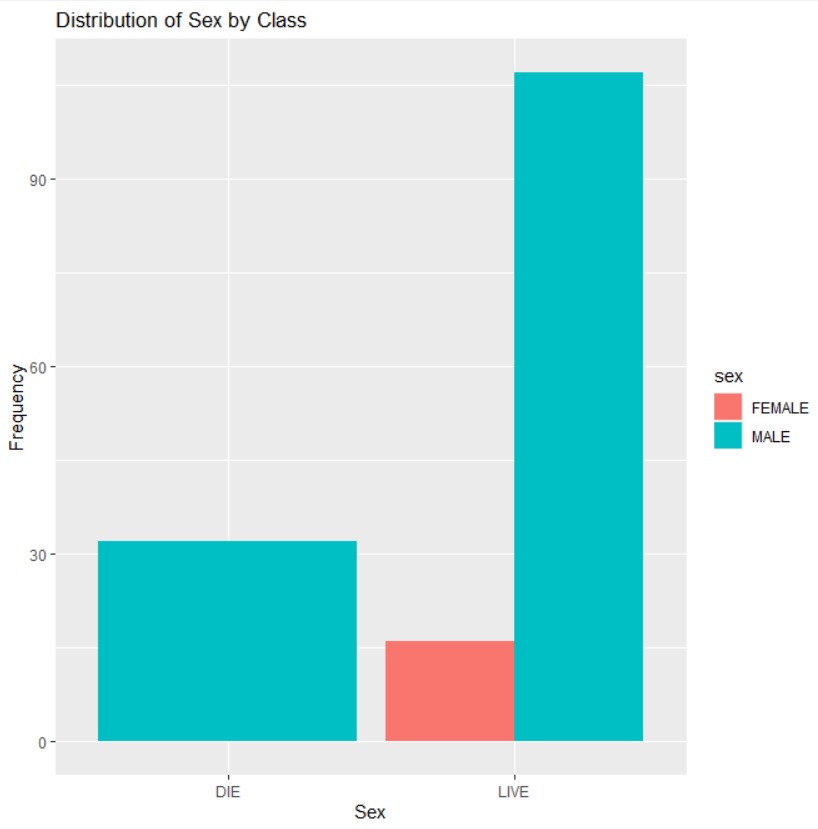 Distribution of Sex by Class
90
60
30
0
Frequency
DIE
LIVE
Sex
sex
FEMALE
MALE